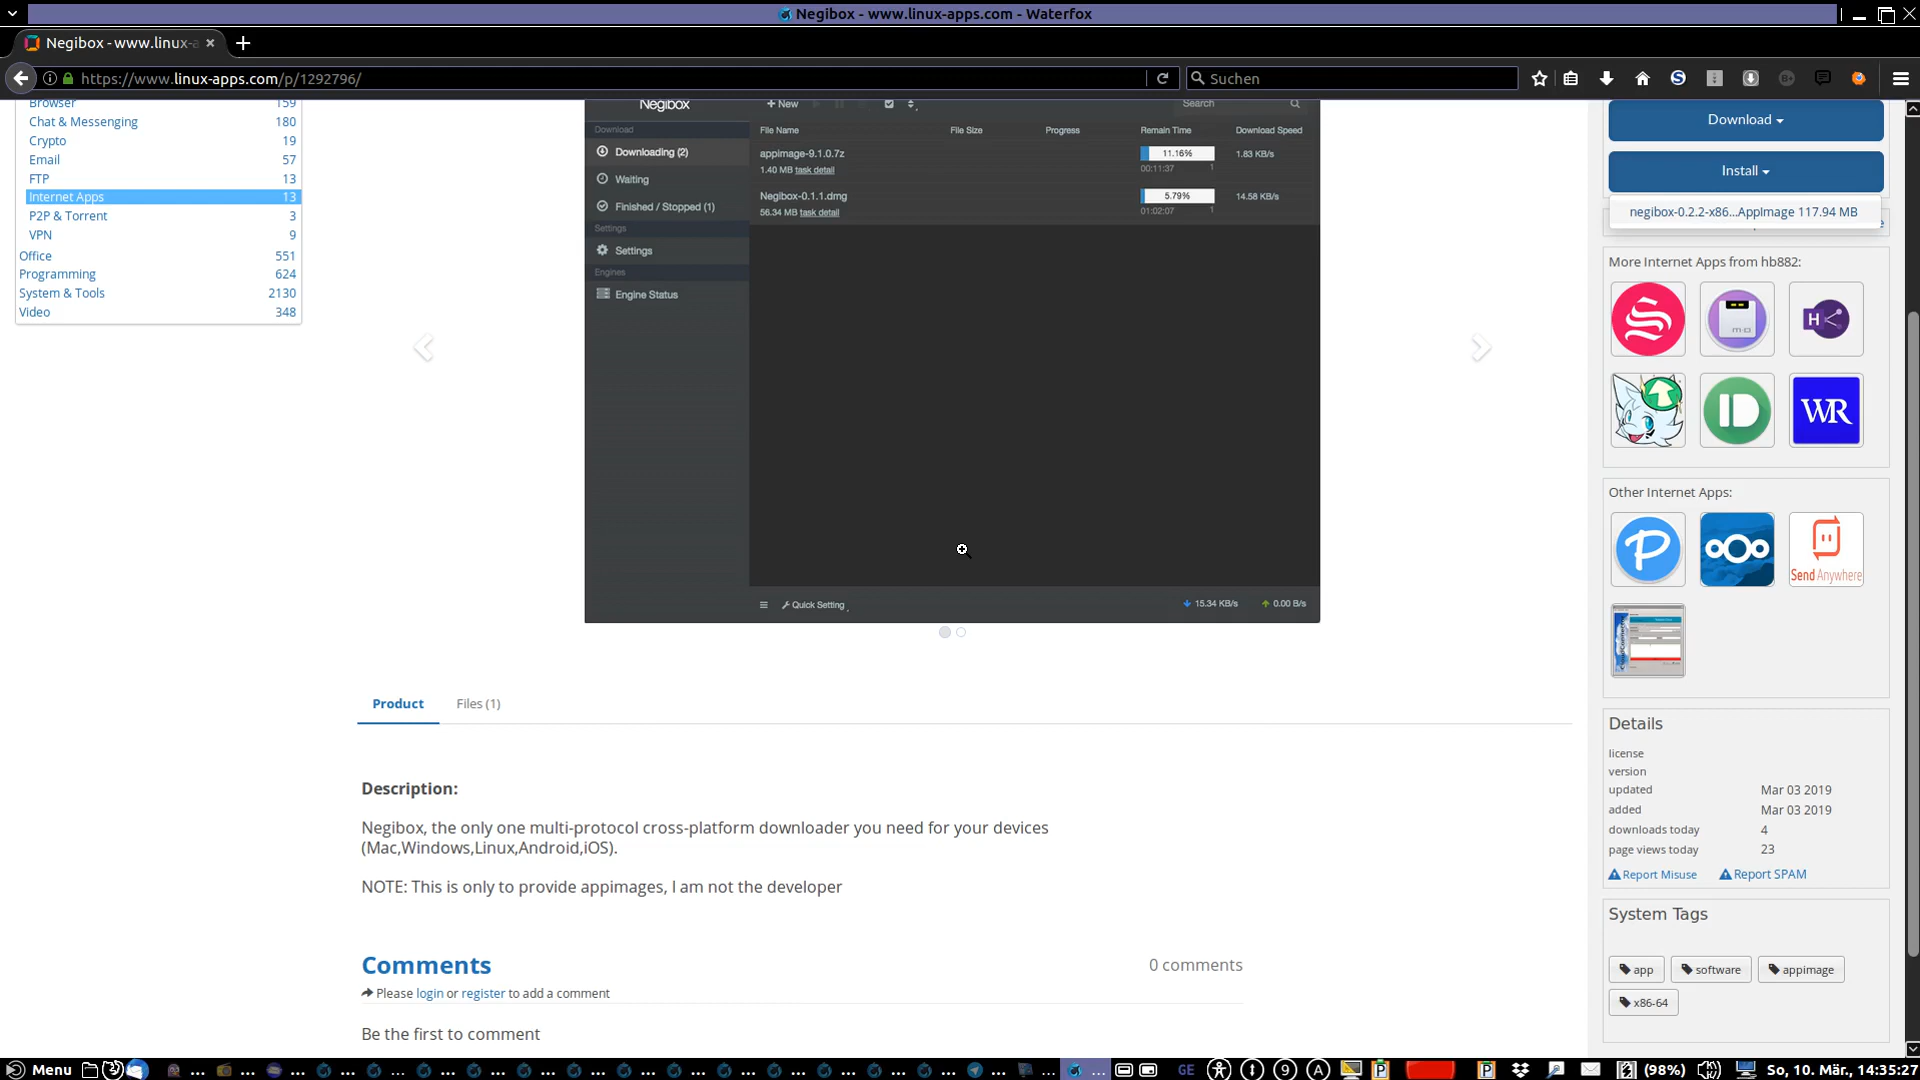 Negibox - www.linux-apps.com - Waterfox
Negibox - www.linux-a
https://www.linux-apps.com/p/1292796/
Suchen
Browser 159
Chat & Messenging 180
Crypto 19
Email 57
FTP 13
Internet Apps 13
P2P & Torrent 3
VPN 9
Office 551
Programming 624
System & Tools 2130
Video 348
Negibox
New
Search
Download
Downloading (2)
Waiting
Finished / Stopped (1)
Settings
Settings
Engines
Engine Status
File Name File Size Progress Remain Time Download Speed
appimage-9.1.0.7z 11.16% 1.83 KB/s
1.40 MB task detail 00:11:37 1
Negibox-0.1.1.dmg 5.79% 14.58 KB/s
56.34 MB task detail 01:02:07 1
Quick Setting 15.34 KB/s 0.00 B/s
Product Files (1)
Description:
Negibox, the only one multi-protocol cross-platform downloader you need for your devices
(Mac,Windows,Linux,Android,iOS).
NOTE: This is only to provide appimages, I am not the developer
Comments 0 comments
Please login or register to add a comment
Be the first to comment
Download
Install
negibox-0.2.2-x86...AppImage 117.94 MB
More Internet Apps from hb882:
m-ci
H
WR
Other Internet Apps:
Send Anywhere
Details
license
version
updated Mar 03 2019
added Mar 03 2019
downloads today 4
page views today 23
Report Misuse Report SPAM
System Tags
app software appimage
x86-64
Menu ... ... ... ... ... ... ... ... ... ... ... ... ... ... ... ... ... ... ... GE 9 A P P (98%) So, 10. Mär., 14:35:27